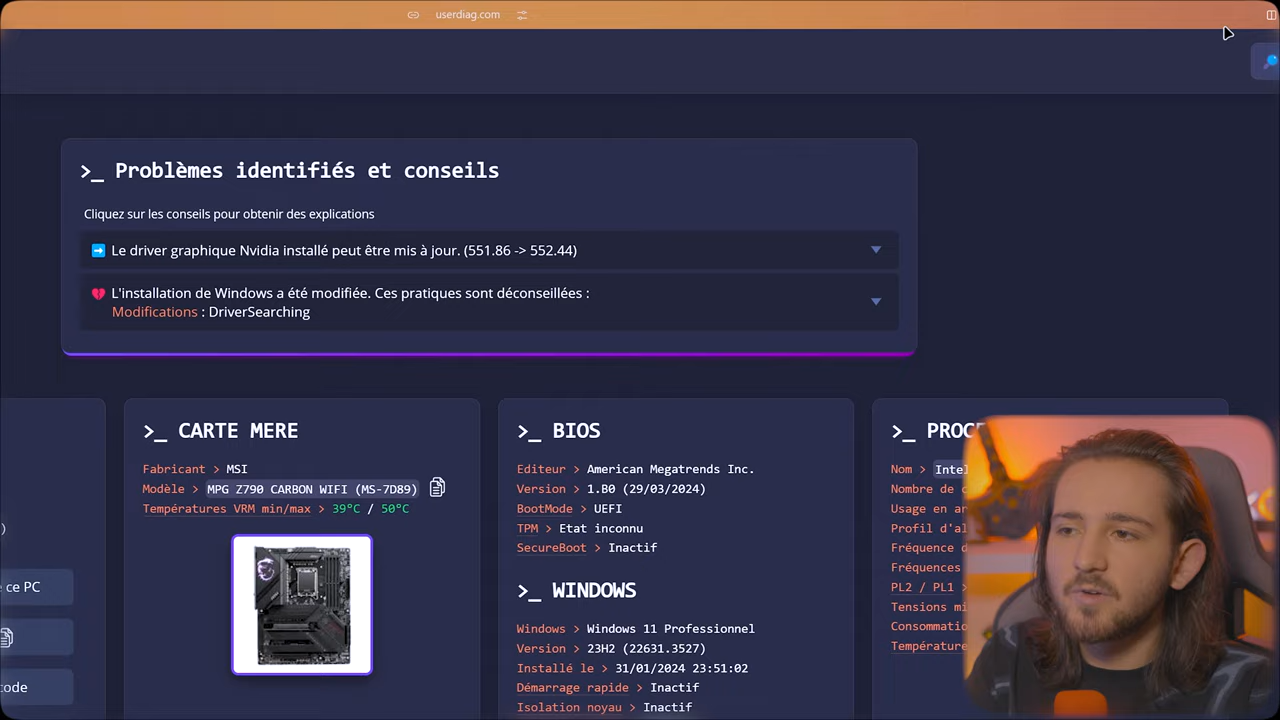 userdiag.com
>_ Problèmes identifiés et conseils
Cliquez sur les conseils pour obtenir des explications
Le driver graphique Nvidia installé peut être mis à jour. (551.86 -> 552.44)
L'installation de Windows a été modifiée. Ces pratiques sont déconseillées :
Modifications : DriverSearching
)
e ce PC
code
>_ CARTE MERE
Fabricant > MSI
Modèle > MPG Z790 CARBON WIFI (MS-7D89)
Températures VRM min/max > 39°C / 50°C
>_ BIOS
Editeur > American Megatrends Inc.
Version > 1.B0 (29/03/2024)
BootMode > UEFI
TPM > Etat inconnu
SecureBoot > Inactif
>_ WINDOWS
Windows > Windows 11 Professionnel
Version > 23H2 (22631.3527)
Installé le > 31/01/2024 23:51:02
Démarrage rapide > Inactif
Isolation noyau > Inactif
>_ PROC
Nom > Intel
Nombre de c
Usage en ar
Profil d'al
Fréquence d
Fréquences
PL2 / PL1 >
Tensions mi
Consommatio
Température